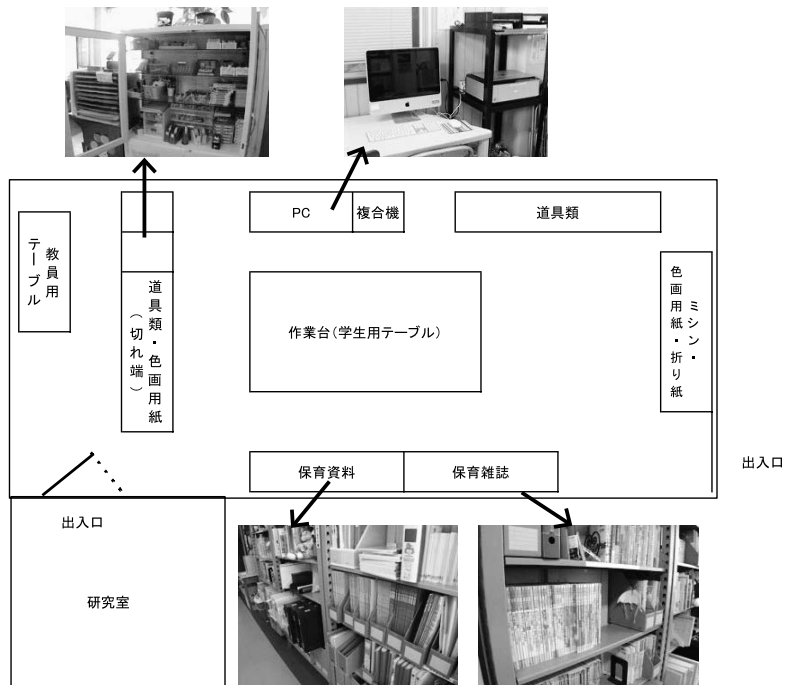 PC
複合機
道具類
教員用
テーブル
道具類・色画用紙
(切れ端)
作業台(学生用テーブル)
ミシン・
色画用紙・折り紙
保育資料
保育雑誌
出入口
出入口
研究室